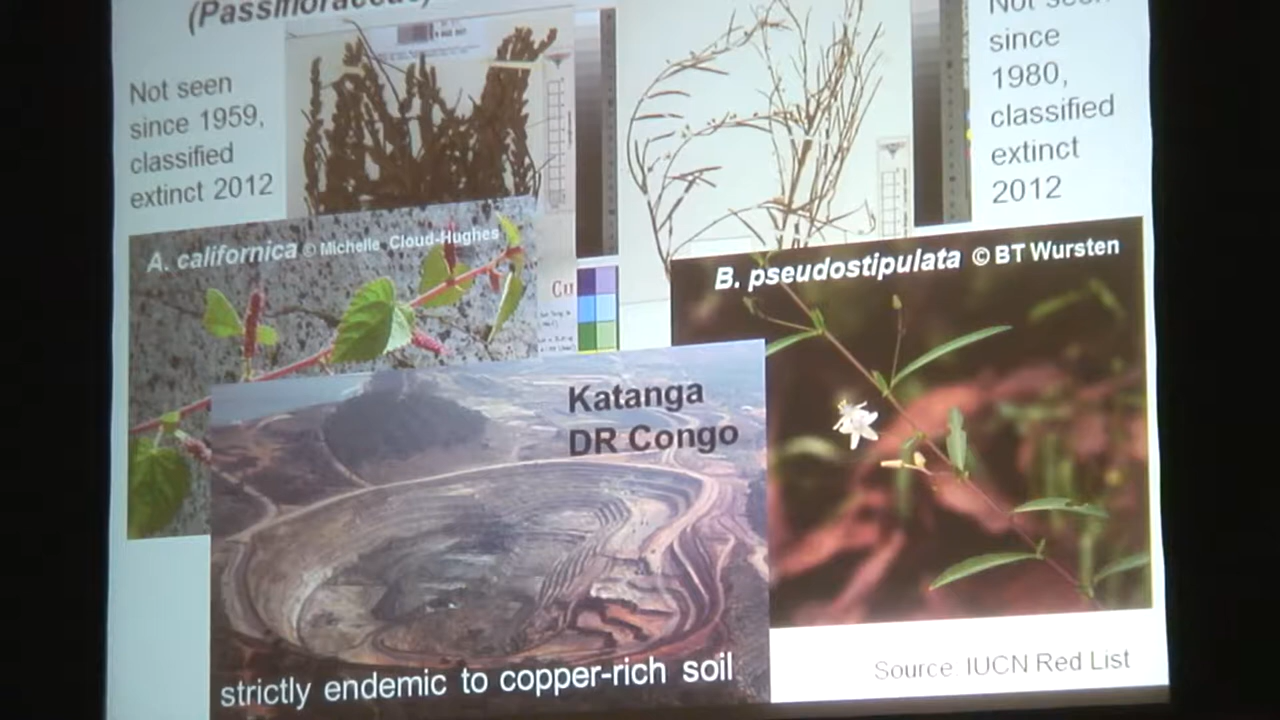 (Passifloraceae)
Not seen
since 1959,
classified
extinct 2012
Not seen
since
1980,
classified
extinct
2012
A. californica © Michelle Cloud-Hughes
B. pseudostipulata © BT Wursten
Cu
Katanga
DR Congo
strictly endemic to copper-rich soil
Source: IUCN Red List